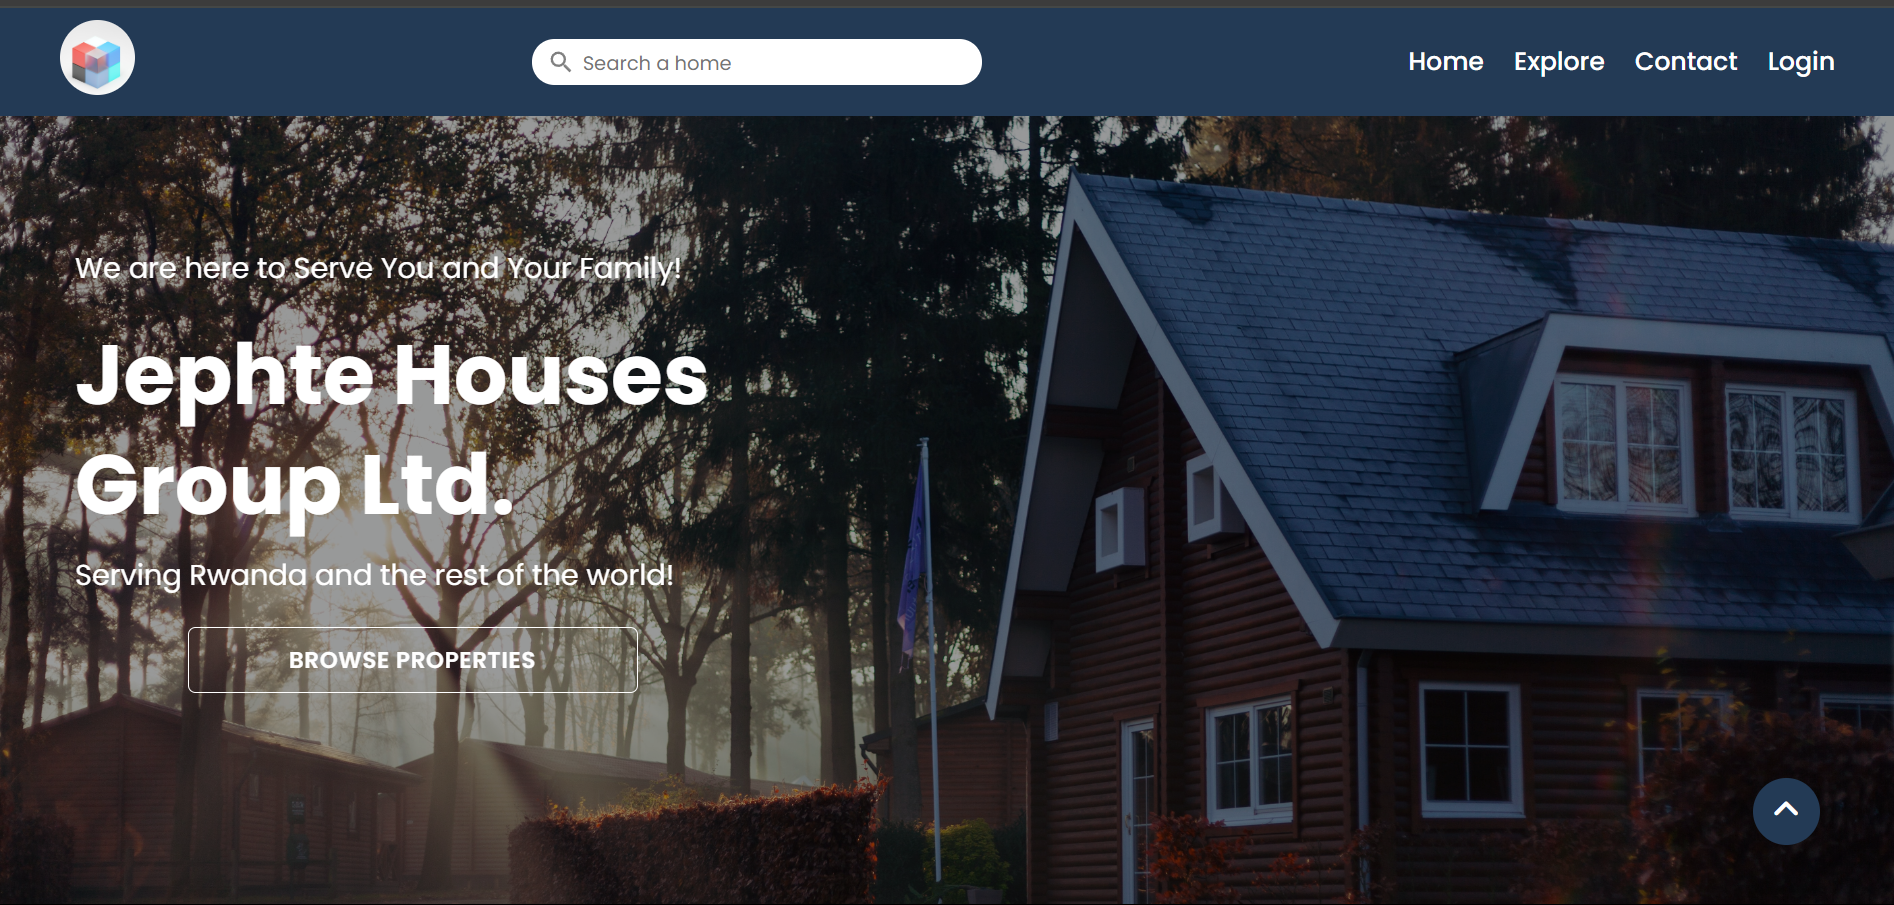 Search a home
Home
Explore
Contact
Login
We are here to Serve You and Your Family!
Jephte Houses
Group Ltd.
Serving Rwanda and the rest of the world!
BROWSE PROPERTIES